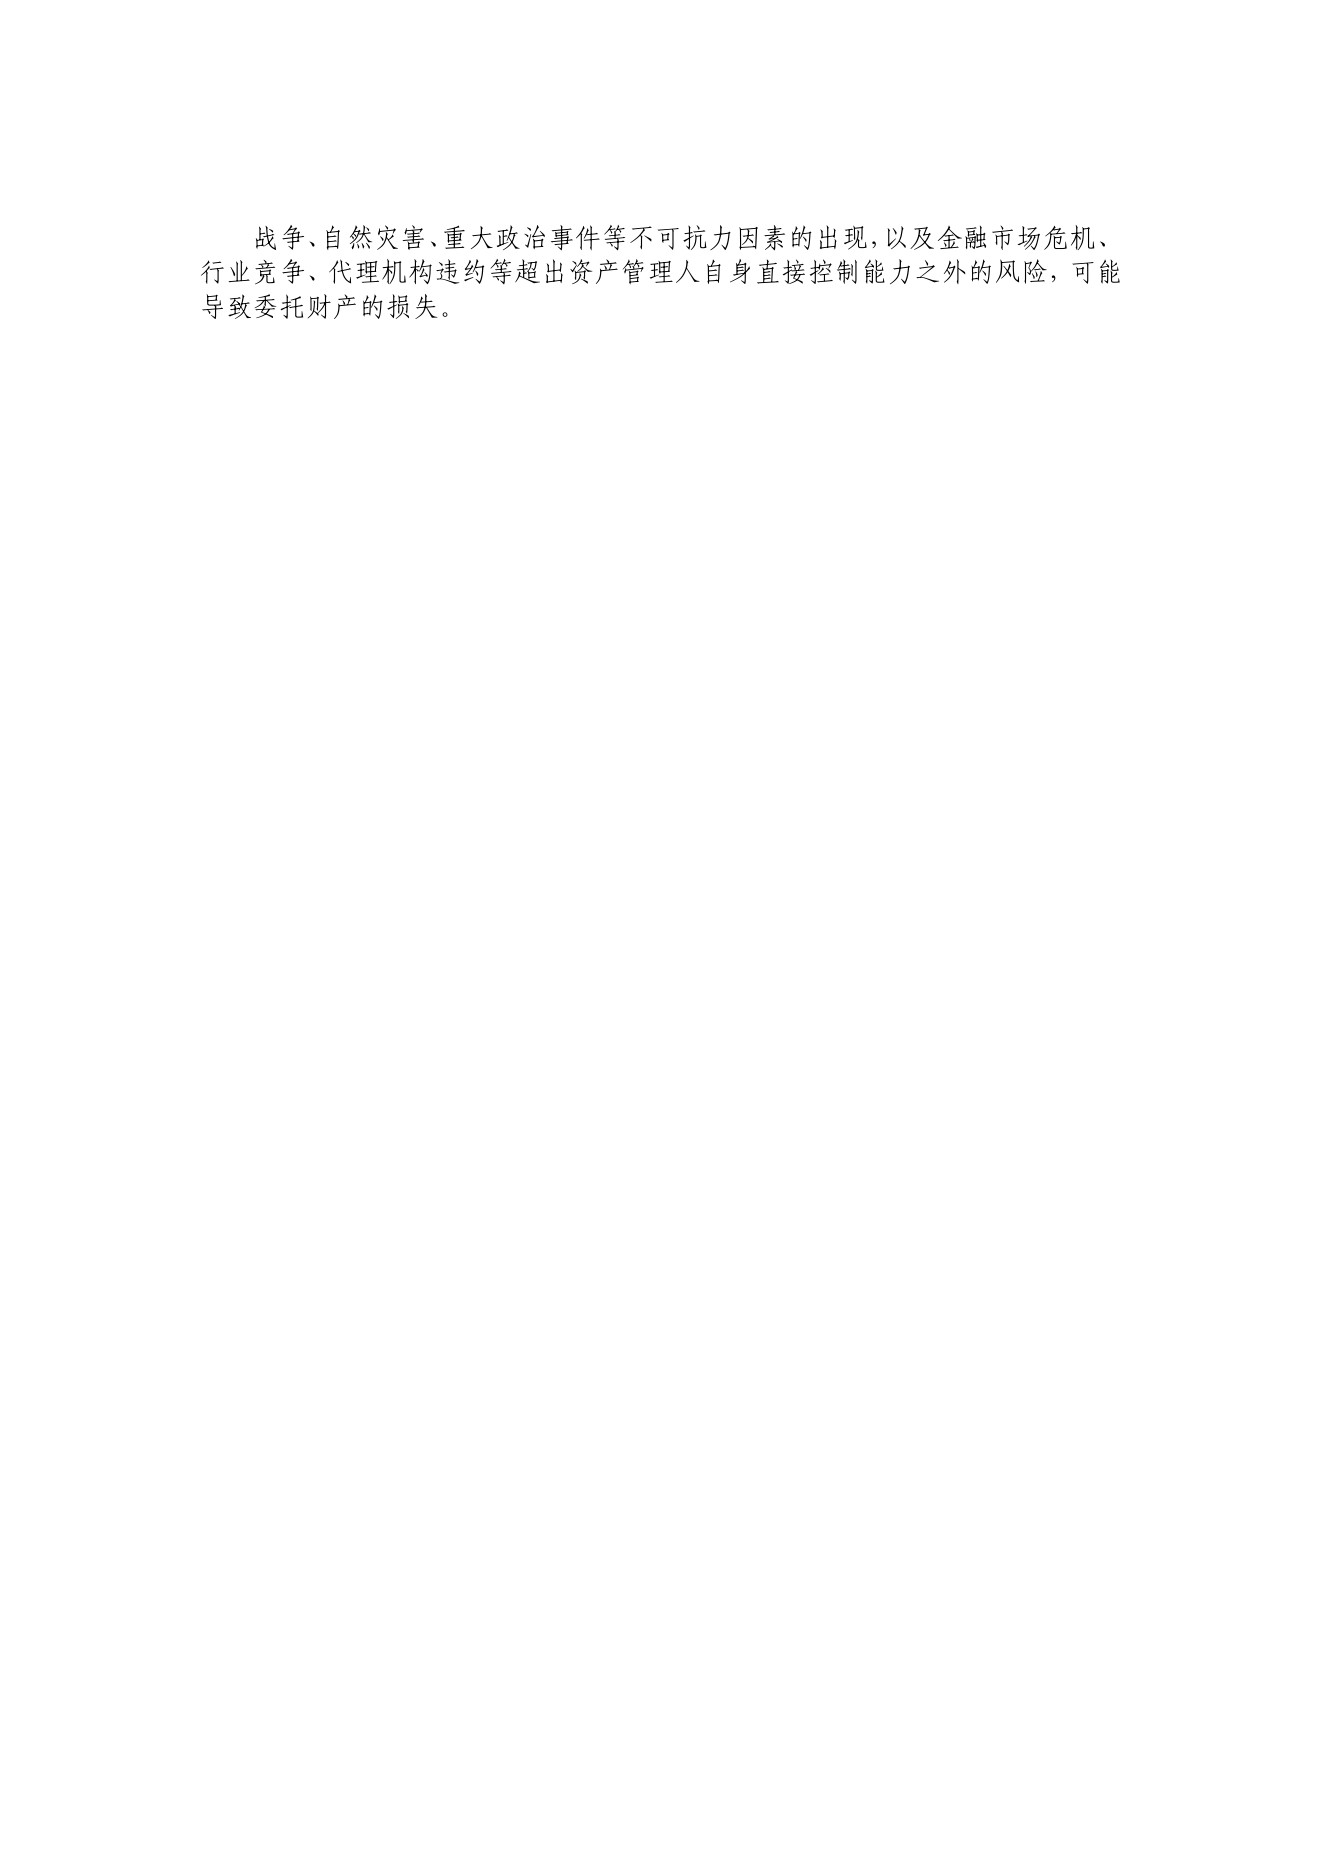 战争、自然灾害、重大政治事件等不可抗力因素的出现，以及金融市场危机、
行业竞争、代理机构违约等超出资产管理人自身直接控制能力之外的风险，可能
导致委托财产的损失。